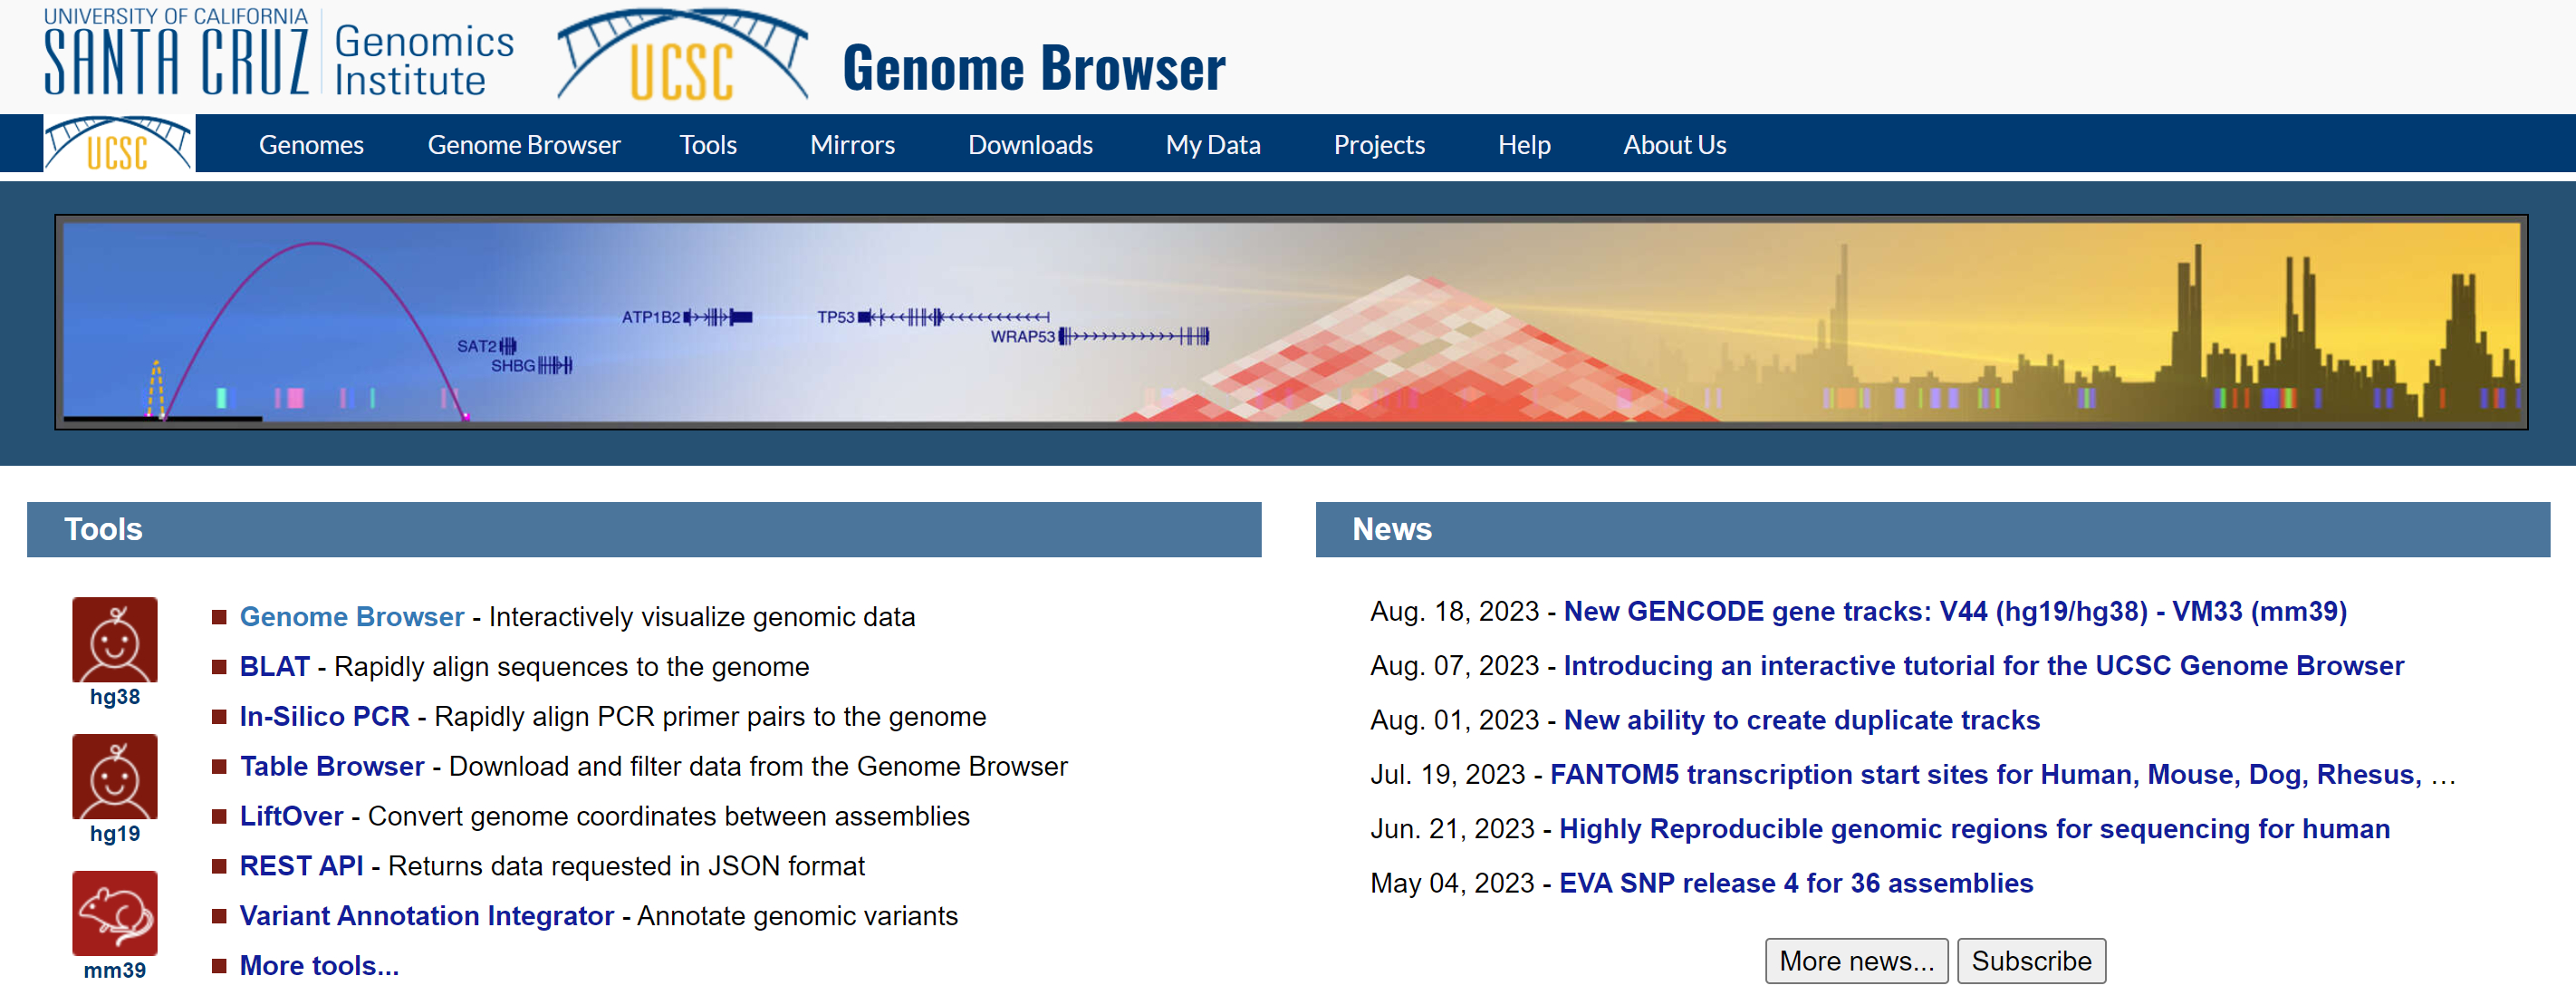 UNIVERSITY OF CALIFORNIA
SANTA CRUZ
Genomics
Institute
UCSC
Genome Browser
UCSC
Genomes Genome Browser Tools Mirrors Downloads My Data Projects Help About Us
ATP1B2
TP53
WRAP53
SAT2
SHBG
Tools
hg38
hg19
mm39
Genome Browser - Interactively visualize genomic data
BLAT - Rapidly align sequences to the genome
In-Silico PCR - Rapidly align PCR primer pairs to the genome
Table Browser - Download and filter data from the Genome Browser
LiftOver - Convert genome coordinates between assemblies
REST API - Returns data requested in JSON format
Variant Annotation Integrator - Annotate genomic variants
More tools...
News
Aug. 18, 2023 - New GENCODE gene tracks: V44 (hg19/hg38) - VM33 (mm39)
Aug. 07, 2023 - Introducing an interactive tutorial for the UCSC Genome Browser
Aug. 01, 2023 - New ability to create duplicate tracks
Jul. 19, 2023 - FANTOM5 transcription start sites for Human, Mouse, Dog, Rhesus, ...
Jun. 21, 2023 - Highly Reproducible genomic regions for sequencing for human
May 04, 2023 - EVA SNP release 4 for 36 assemblies
More news... Subscribe